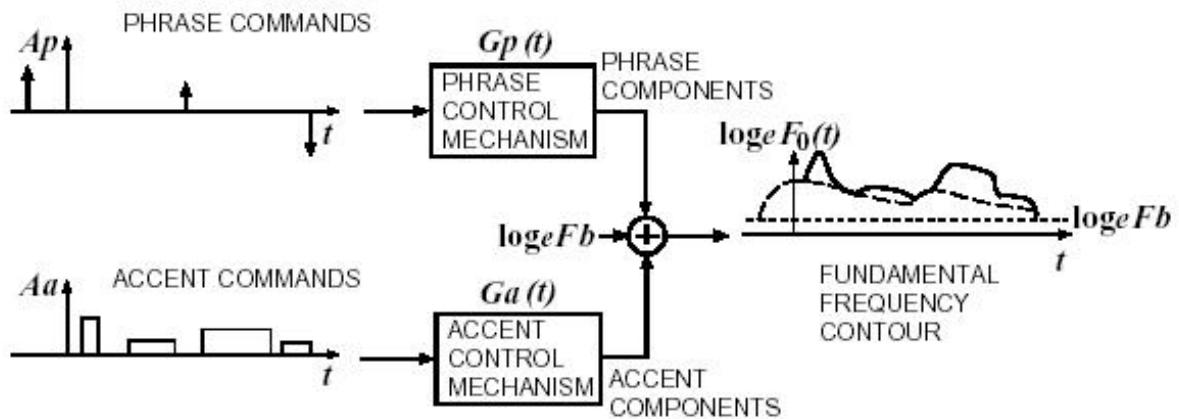 PHRASE COMMANDS
Ap
t
Gp (t)
PHRASE
CONTROL
MECHANISM
PHRASE
COMPONENTS
logeFb
+
logeF0(t)
logeFb
t
FUNDAMENTAL
FREQUENCY
CONTOUR
ACCENT COMMANDS
Aa
t
Ga (t)
ACCENT
CONTROL
MECHANISM
ACCENT
COMPONENTS